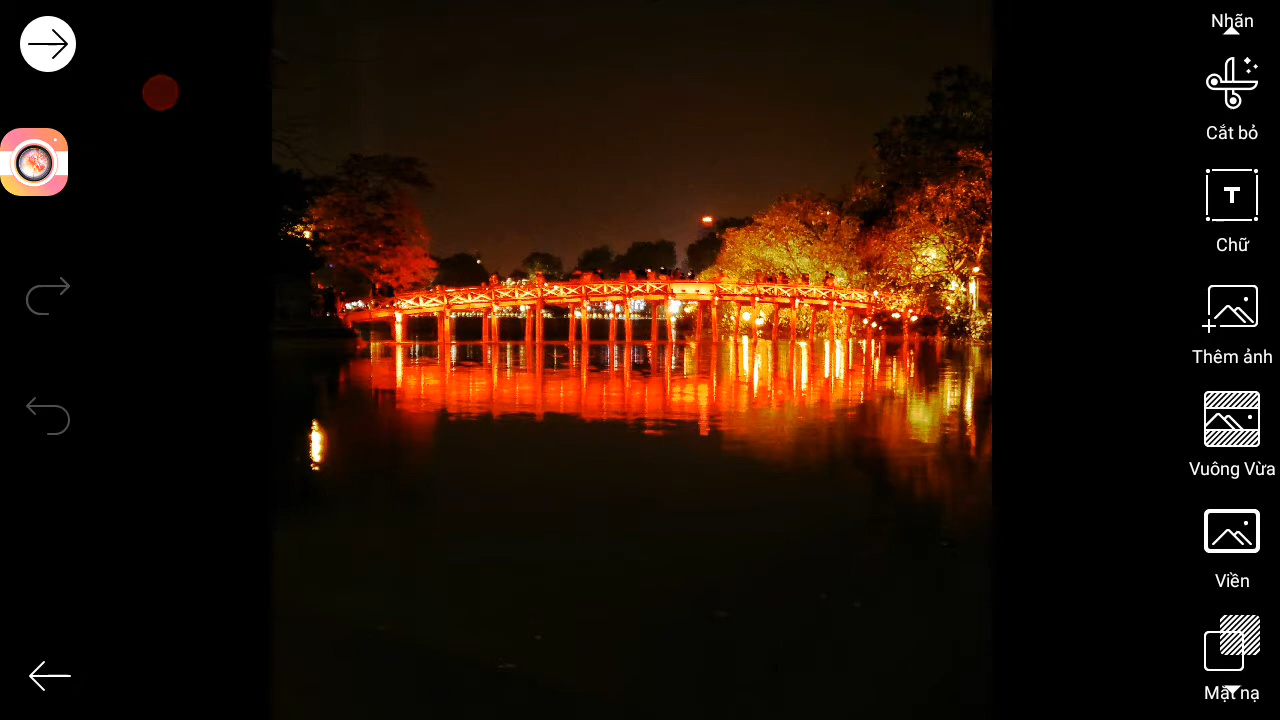 Nhãn
Cắt bỏ
T
Chữ
Thêm ảnh
Vuông Vừa
Viền
Mặt nạ